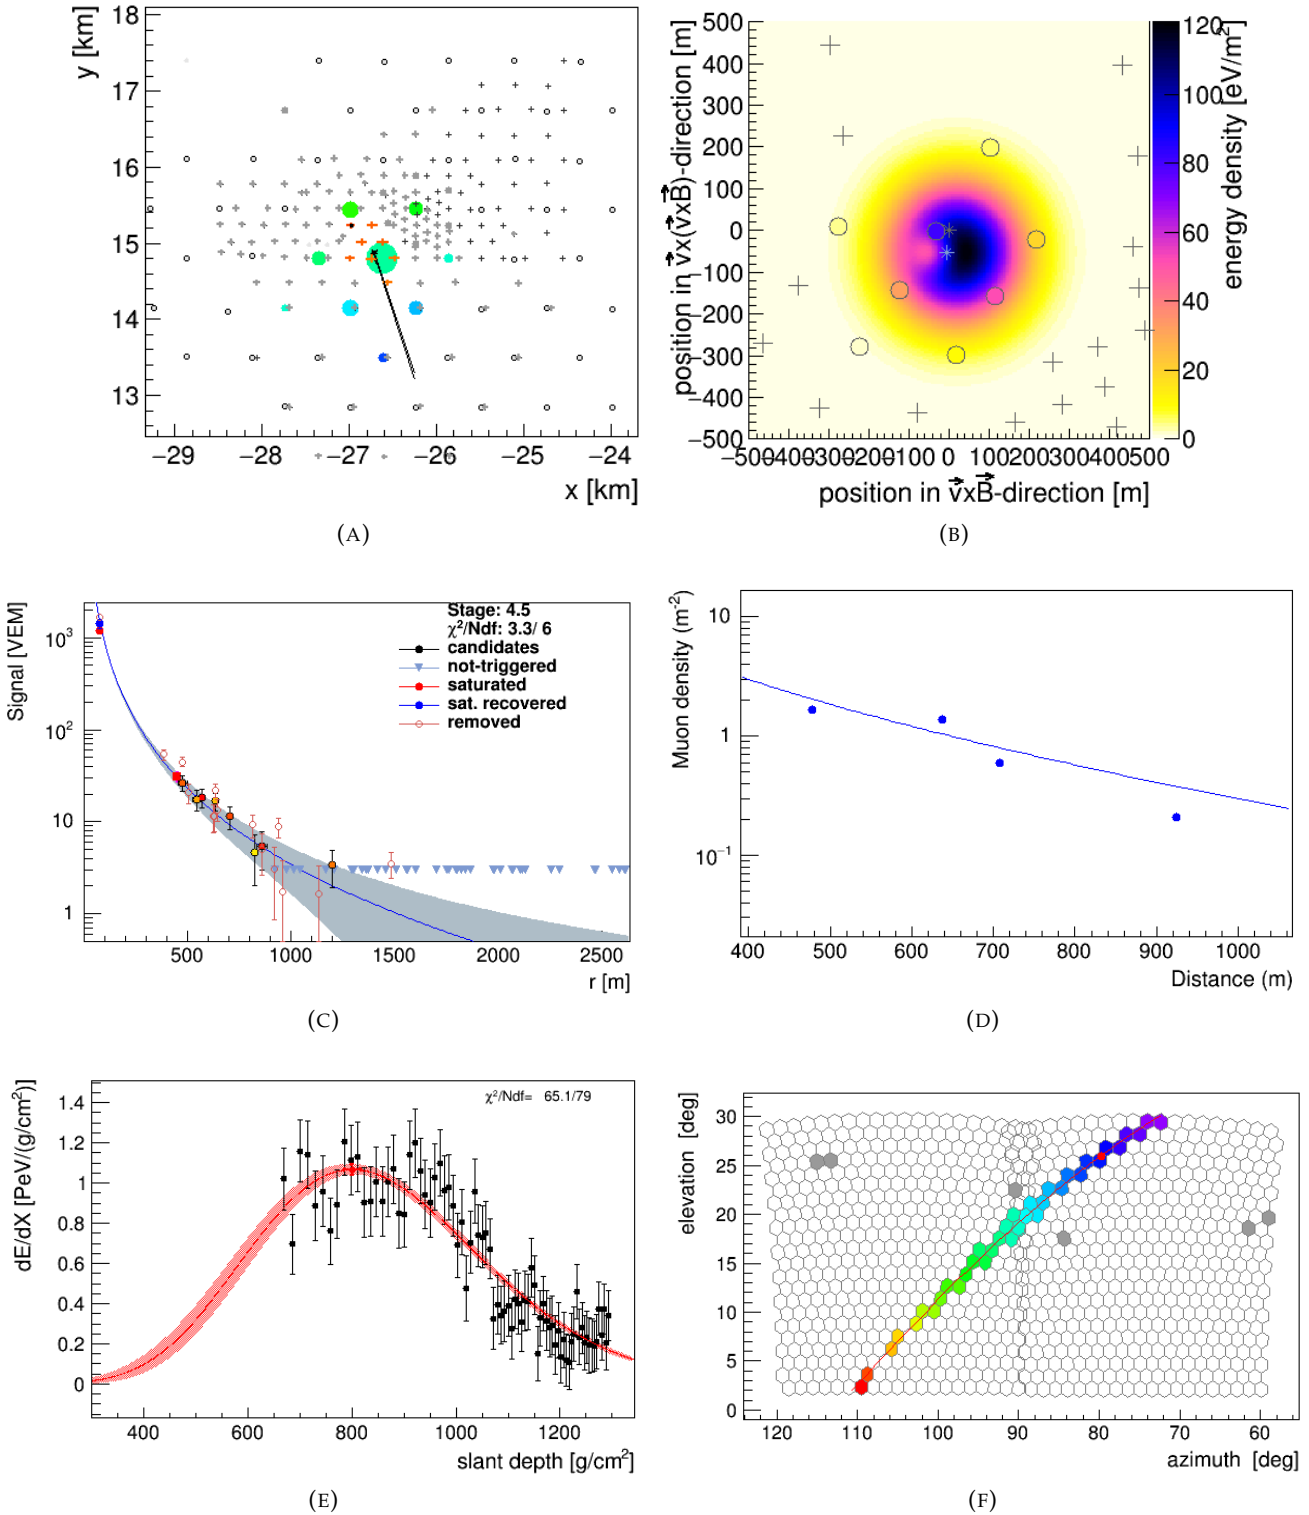 y [km]
18
17
16
15
14
13
−29 −28 −27 −26 −25 −24
x [km]
(A)
position in v⃗x(v⃗xB⃗)-direction [m]
500
400
300
200
100
0
−100
−200
−300
−400
−500
−500−400−300−200−100 0 100200300400500
position in v⃗xB⃗-direction [m]
120
100
80
60
40
20
0
energy density [eV/m²]
(B)
Signal [VEM]
10³
10²
10
1
Stage: 4.5
χ²/Ndf: 3.3/ 6
candidates
not-triggered
saturated
sat. recovered
removed
500 1000 1500 2000 2500
r [m]
(C)
Muon density (m⁻²)
10
1
10⁻¹
400 500 600 700 800 900 1000
Distance (m)
(D)
dE/dX [PeV/(g/cm²)]
1.4
1.2
1
0.8
0.6
0.4
0.2
0
χ²/Ndf= 65.1/79
400 600 800 1000 1200
slant depth [g/cm²]
(E)
elevation [deg]
30
25
20
15
10
5
0
120 110 100 90 80 70 60
azimuth [deg]
(F)